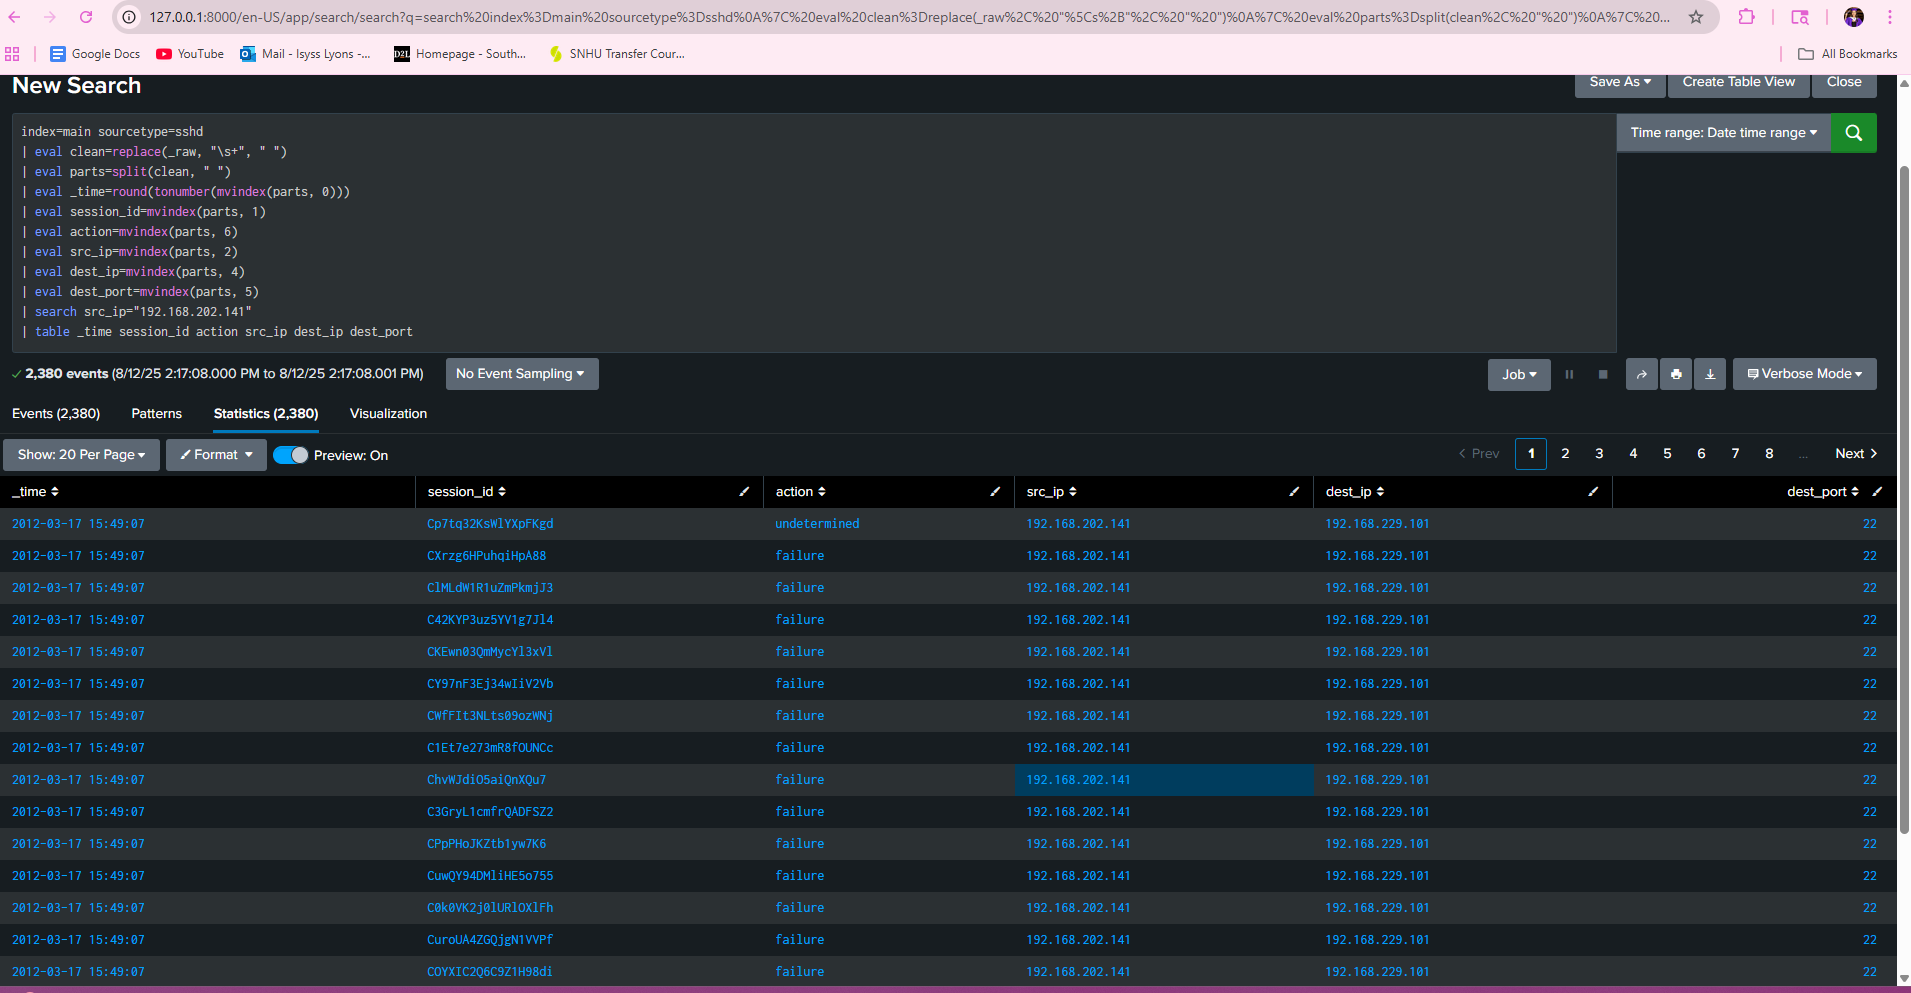 127.0.0.1:8000/en-US/app/search/search?q=search%20index%3Dmain%20sourcetype%3Dsshd%0A%7C%20eval%20clean%3Dreplace(_raw%2C%20"%5Cs%2B"%2C%20"%20")%0A%7C%20eval%20parts%3Dsplit(clean%2C%20"%20")%0A%7C%20...
Google Docs YouTube Mail - Isyss Lyons -... D2L Homepage - South... SNHU Transfer Cour... All Bookmarks
New Search Save As Create Table View Close
index=main sourcetype=sshd
| eval clean=replace(_raw, "\s+", " ")
| eval parts=split(clean, " ")
| eval _time=round(tonumber(mvindex(parts, 0)))
| eval session_id=mvindex(parts, 1)
| eval action=mvindex(parts, 6)
| eval src_ip=mvindex(parts, 2)
| eval dest_ip=mvindex(parts, 4)
| eval dest_port=mvindex(parts, 5)
| search src_ip="192.168.202.141"
| table _time session_id action src_ip dest_ip dest_port
Time range: Date time range
2,380 events (8/12/25 2:17:08.000 PM to 8/12/25 2:17:08.001 PM) No Event Sampling Job Verbose Mode
Events (2,380) Patterns Statistics (2,380) Visualization
Show: 20 Per Page Format Preview: On Prev 1 2 3 4 5 6 7 8 ... Next
_time session_id action src_ip dest_ip dest_port
2012-03-17 15:49:07 Cp7tq32KsWlYXpFKgd undetermined 192.168.202.141 192.168.229.101 22
2012-03-17 15:49:07 CXrzg6HPuhqiHpA88 failure 192.168.202.141 192.168.229.101 22
2012-03-17 15:49:07 ClMLdW1R1uZmPkmjJ3 failure 192.168.202.141 192.168.229.101 22
2012-03-17 15:49:07 C42KYP3uz5YV1g7Jl4 failure 192.168.202.141 192.168.229.101 22
2012-03-17 15:49:07 CKEwn03QmMycYl3xVl failure 192.168.202.141 192.168.229.101 22
2012-03-17 15:49:07 CY97nF3Ej34wIiV2Vb failure 192.168.202.141 192.168.229.101 22
2012-03-17 15:49:07 CWfFIt3NLts09ozWNj failure 192.168.202.141 192.168.229.101 22
2012-03-17 15:49:07 C1Et7e273mR8fOUNCc failure 192.168.202.141 192.168.229.101 22
2012-03-17 15:49:07 ChvWJdiO5aiQnXQu7 failure 192.168.202.141 192.168.229.101 22
2012-03-17 15:49:07 C3GryL1cmfrQADFSZ2 failure 192.168.202.141 192.168.229.101 22
2012-03-17 15:49:07 CPpPHoJKZtb1yw7K6 failure 192.168.202.141 192.168.229.101 22
2012-03-17 15:49:07 CuwQY94DMliHE5o755 failure 192.168.202.141 192.168.229.101 22
2012-03-17 15:49:07 C0k0VK2j0lURlOXlFh failure 192.168.202.141 192.168.229.101 22
2012-03-17 15:49:07 CuroUA4ZGQjgN1VVPf failure 192.168.202.141 192.168.229.101 22
2012-03-17 15:49:07 COYXIC2Q6C9Z1H98di failure 192.168.202.141 192.168.229.101 22